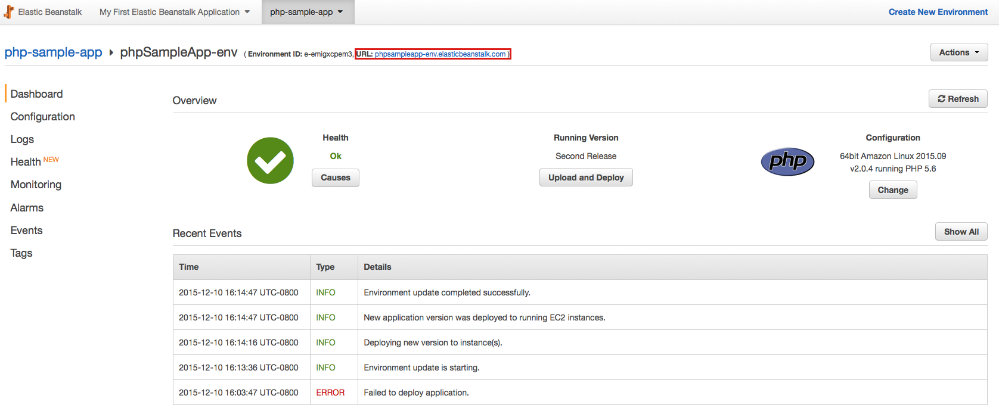 Elastic Beanstalk My First Elastic Beanstalk Application php-sample-app Create New Environment
php-sample-app phpSampleApp-env ( Environment ID: e-emigxcpem3, URL: phpsampleapp-env.elasticbeanstalk.com ) Actions
Dashboard
Configuration
Logs
Health NEW
Monitoring
Alarms
Events
Tags
Overview Refresh
Health
Ok
Causes
Running Version
Second Release
Upload and Deploy
php
Configuration
64bit Amazon Linux 2015.09
v2.0.4 running PHP 5.6
Change
Recent Events Show All
Time Type Details
2015-12-10 16:14:47 UTC-0800 INFO Environment update completed successfully.
2015-12-10 16:14:47 UTC-0800 INFO New application version was deployed to running EC2 instances.
2015-12-10 16:14:16 UTC-0800 INFO Deploying new version to instance(s).
2015-12-10 16:13:36 UTC-0800 INFO Environment update is starting.
2015-12-10 16:03:47 UTC-0800 ERROR Failed to deploy application.